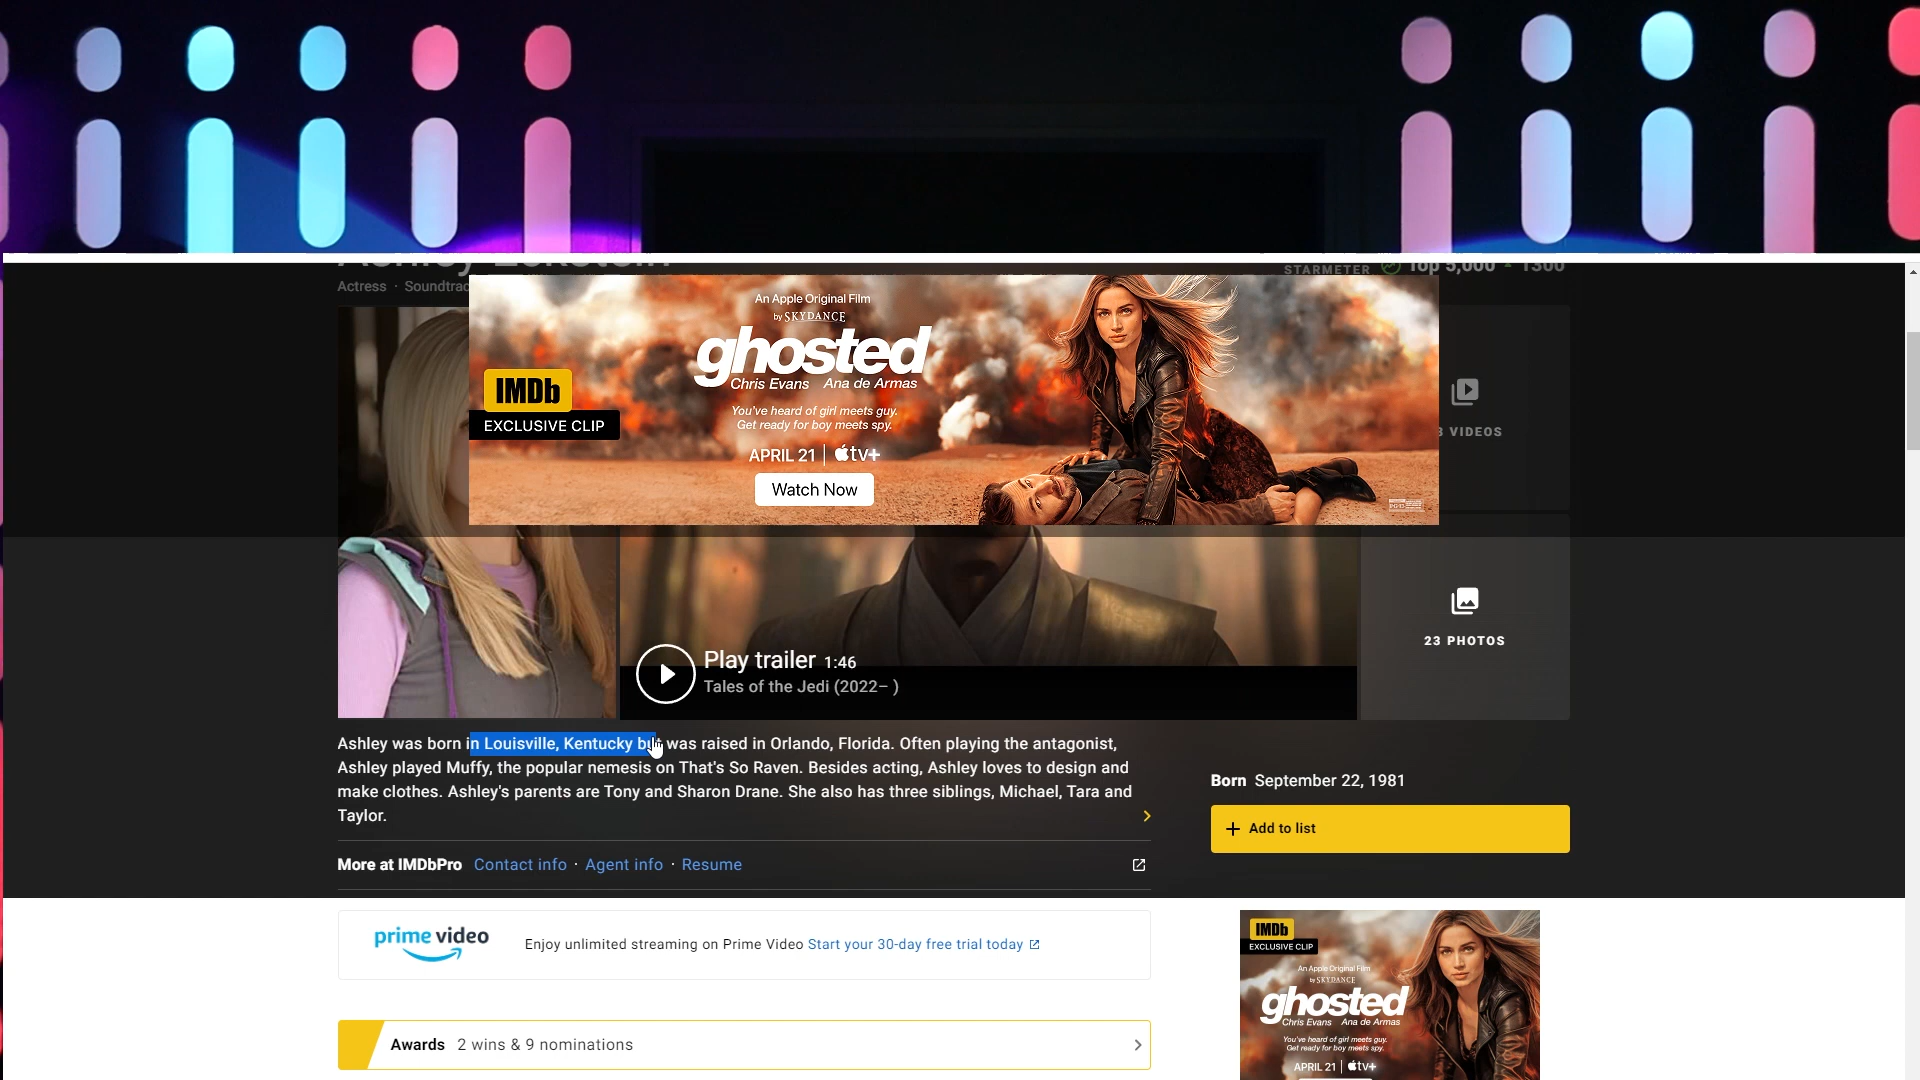 Ashley Eckstein
STARMETER Top 5,000 1300
Actress · Soundtrac
An Apple Original Film
by SKYDANCE
ghosted
Chris Evans Ana de Armas
IMDb
EXCLUSIVE CLIP
You've heard of girl meets guy.
Get ready for boy meets spy.
APRIL 21 | tv+
Watch Now
VIDEOS
23 PHOTOS
Play trailer 1:46
Tales of the Jedi (2022– )
Ashley was born in Louisville, Kentucky but was raised in Orlando, Florida. Often playing the antagonist,
Ashley played Muffy, the popular nemesis on That's So Raven. Besides acting, Ashley loves to design and
make clothes. Ashley's parents are Tony and Sharon Drane. She also has three siblings, Michael, Tara and
Taylor.
Born September 22, 1981
Add to list
More at IMDbPro Contact info · Agent info · Resume
prime video
Enjoy unlimited streaming on Prime Video Start your 30-day free trial today
Awards 2 wins & 9 nominations
IMDb
EXCLUSIVE CLIP
An Apple Original Film
by SKYDANCE
ghosted
Chris Evans Ana de Armas
You've heard of girl meets guy.
Get ready for boy meets spy.
APRIL 21 | tv+